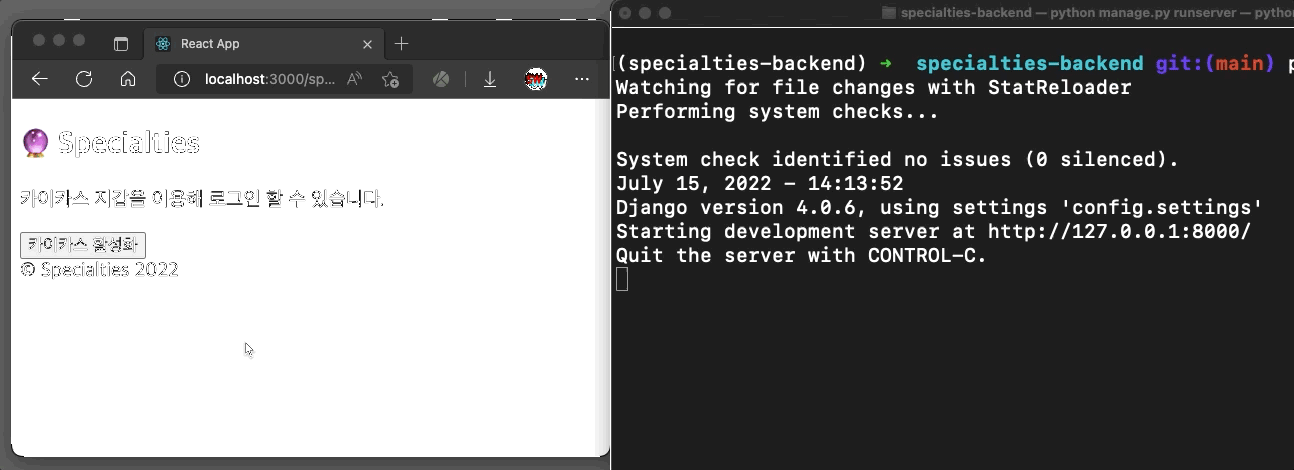 React App
localhost:3000/sp...
🔮 Specialties
카이카스 지갑을 이용해 로그인 할 수 있습니다.
카이카스 활성화
© Specialties 2022
specialties-backend — python manage.py runserver — pytho
(specialties-backend) → specialties-backend git:(main) p
Watching for file changes with StatReloader
Performing system checks...
System check identified no issues (0 silenced).
July 15, 2022 - 14:13:52
Django version 4.0.6, using settings 'config.settings'
Starting development server at http://127.0.0.1:8000/
Quit the server with CONTROL-C.